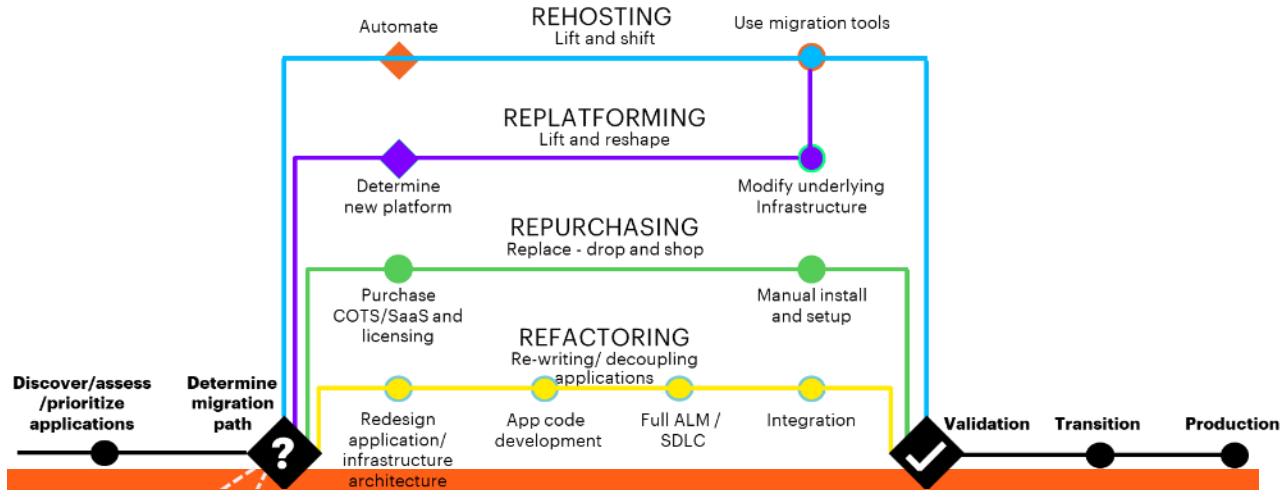 REHOSTING
Lift and shift
Automate
Use migration tools
REPLATFORMING
Lift and reshape
Determine
new platform
Modify underlying
Infrastructure
REPURCHASING
Replace - drop and shop
Purchase
COTS/SaaS and
licensing
Manual install
and setup
REFACTORING
Re-writing/ decoupling
applications
Redesign
application/
infrastructure
architecture
App code
development
Full ALM /
SDLC
Integration
Discover/assess
/prioritize
applications
Determine
migration
path
?
Validation
Transition
Production